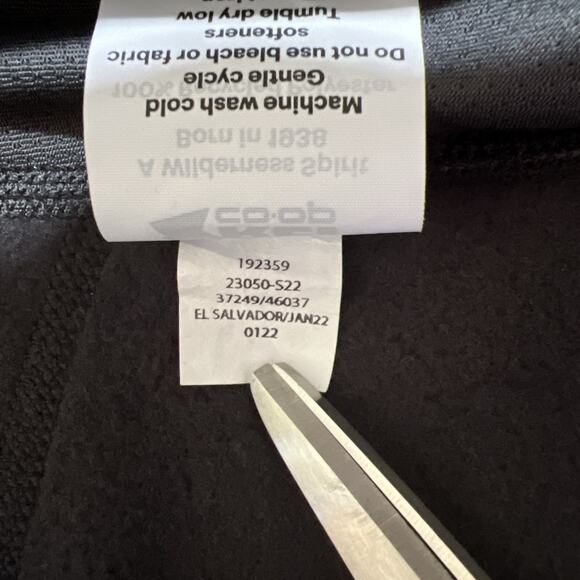 Machine wash cold
Gentle cycle
Do not use bleach or fabric
softeners
Tumble dry low
co·op
A Wilderness Spirit
Born in 1938
100% Recycled Polyester
192359
23050-S22
37249/46037
EL SALVADOR/JAN22
0122